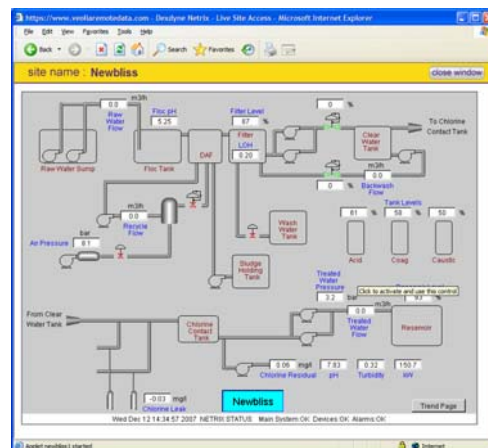 https://www.veoliaremotedata.com - Dexdyne Netrix - Live Site Access - Microsoft Internet Explorer
File Edit View Favorites Tools Help
Back Search Favorites
site name : Newbliss close window
m3/h
0.0
Raw Water Flow
Floc pH
5.25
Filter Level
87 %
Filter
LOH
0.20
0 %
To Chlorine Contact Tank
Raw Water Sump
Floc Tank
DAF
Clear Water Tank
m3/h
0.0
Backwash Flow
0 %
m3/h
0.0
Recycle Flow
bar
Air Pressure
Wash Water Tank
Sludge Holding Tank
Tank Levels
61 % 58 % 50 %
Acid Coag Caustic
Treated Water Pressure
3.2 bar
Click to activate and use this control
93 %
From Clear Water Tank
Chlorine Contact Tank
m3/h
0.0
Treated Water Flow
Reservoir
0.06 mg/l 7.83 0.32 150.7
Chlorine Residual pH Turbidity kW
-0.03 mg/l
Chlorine Leak
Newbliss
Trend Page
Wed Dec 12 14:34:57 2007 NETRIX STATUS: Main System:OK Devices:OK Alarms:OK
Applet newbliss1 started
Internet